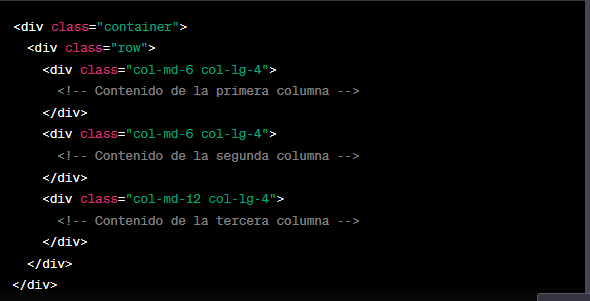 <div class="container">
  <div class="row">
    <div class="col-md-6 col-lg-4">
      <!-- Contenido de la primera columna -->
    </div>
    <div class="col-md-6 col-lg-4">
      <!-- Contenido de la segunda columna -->
    </div>
    <div class="col-md-12 col-lg-4">
      <!-- Contenido de la tercera columna -->
    </div>
  </div>
</div>